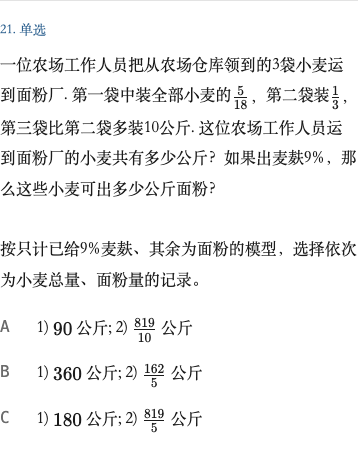 21. 单选
一位农场工作人员把从农场仓库领到的3袋小麦运
到面粉厂. 第一袋中装全部小麦的5/18，第二袋装1/3，
第三袋比第二袋多装10公斤. 这位农场工作人员运
到面粉厂的小麦共有多少公斤？如果出麦麸9%，那
么这些小麦可出多少公斤面粉？
按只计已给9%麦麸、其余为面粉的模型，选择依次
为小麦总量、面粉量的记录。
A 1) 90 公斤; 2) 819/10 公斤
B 1) 360 公斤; 2) 162/5 公斤
C 1) 180 公斤; 2) 819/5 公斤